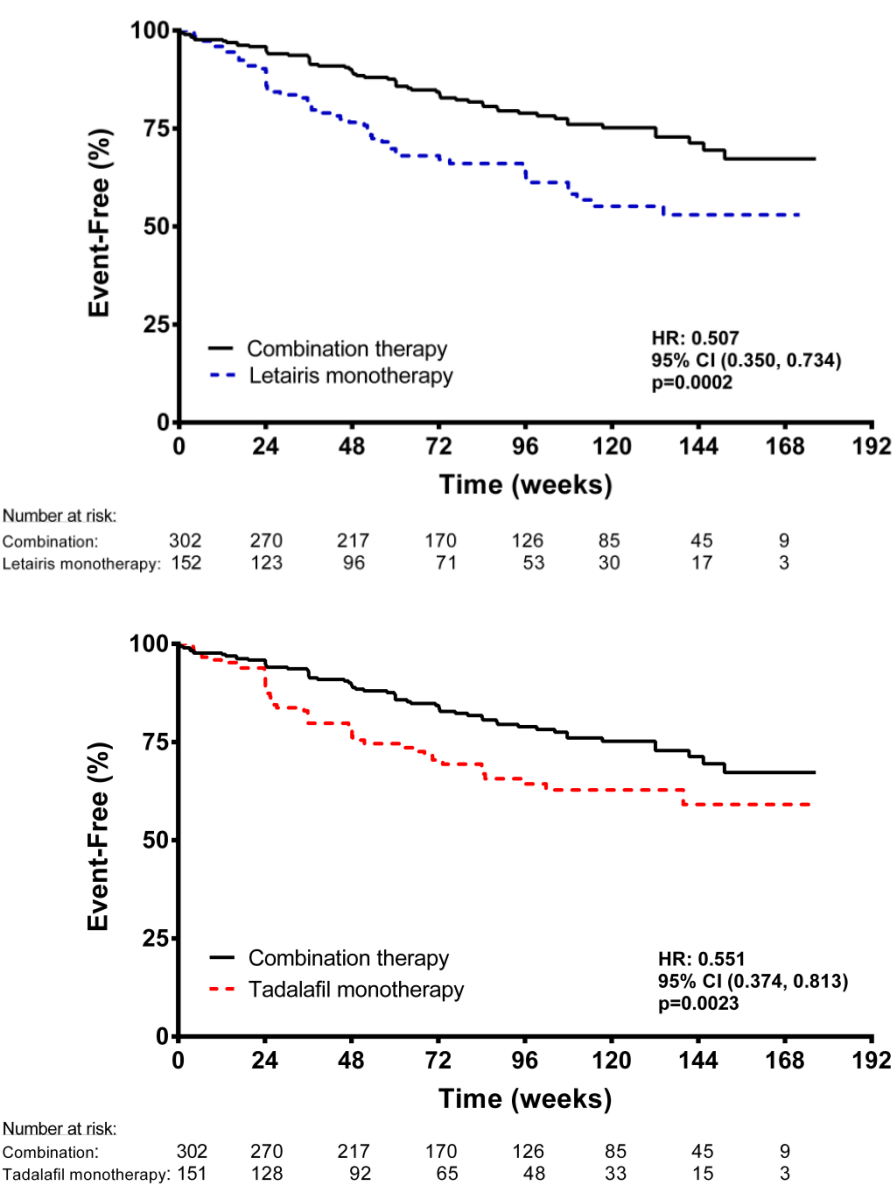 100
75
50
25
0
Event-Free (%)
Combination therapy
Letairis monotherapy
HR: 0.507
95% CI (0.350, 0.734)
p=0.0002
0 24 48 72 96 120 144 168 192
Time (weeks)
Number at risk:
Combination: 302 270 217 170 126 85 45 9
Letairis monotherapy: 152 123 96 71 53 30 17 3
100
75
50
25
0
Event-Free (%)
Combination therapy
Tadalafil monotherapy
HR: 0.551
95% CI (0.374, 0.813)
p=0.0023
0 24 48 72 96 120 144 168 192
Time (weeks)
Number at risk:
Combination: 302 270 217 170 126 85 45 9
Tadalafil monotherapy: 151 128 92 65 48 33 15 3